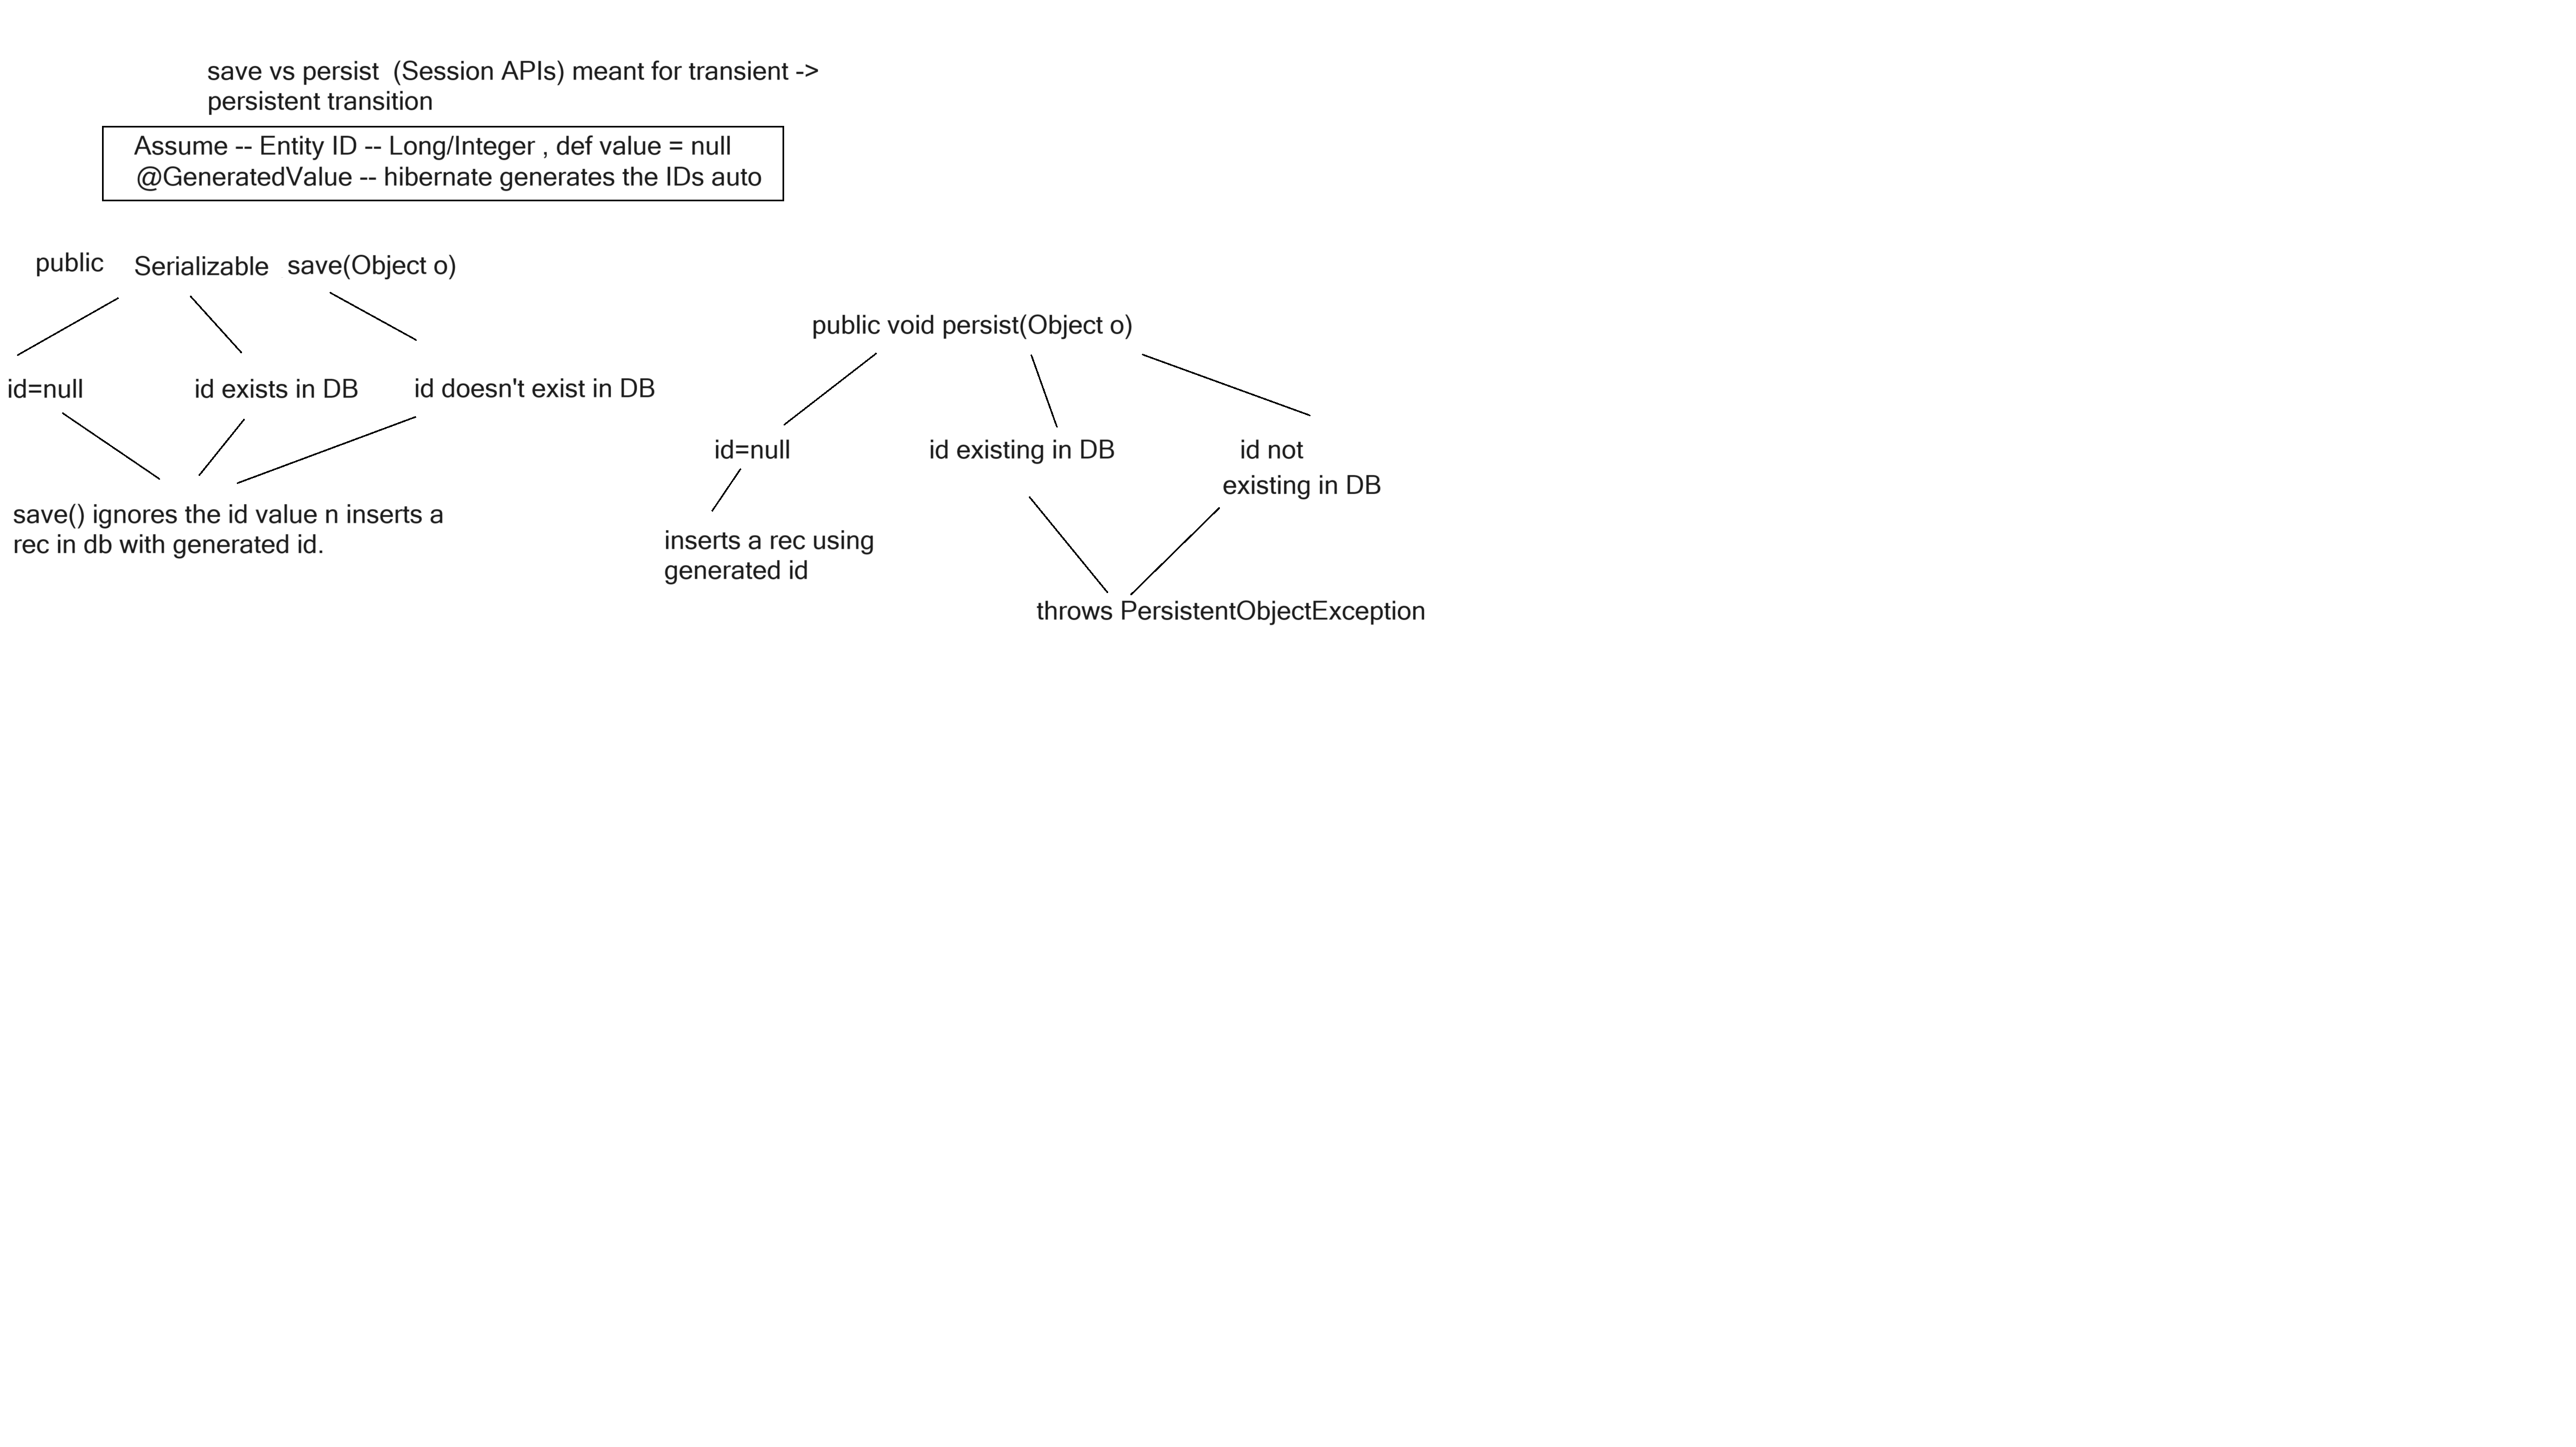 save vs persist  (Session APIs) meant for transient ->
persistent transition
Assume -- Entity ID -- Long/Integer , def value = null
@GeneratedValue -- hibernate generates the IDs auto
public Serializable save(Object o)
id=null
id exists in DB
id doesn't exist in DB
save() ignores the id value n inserts a
rec in db with generated id.
public void persist(Object o)
id=null
id existing in DB
id not
existing in DB
inserts a rec using
generated id
throws PersistentObjectException